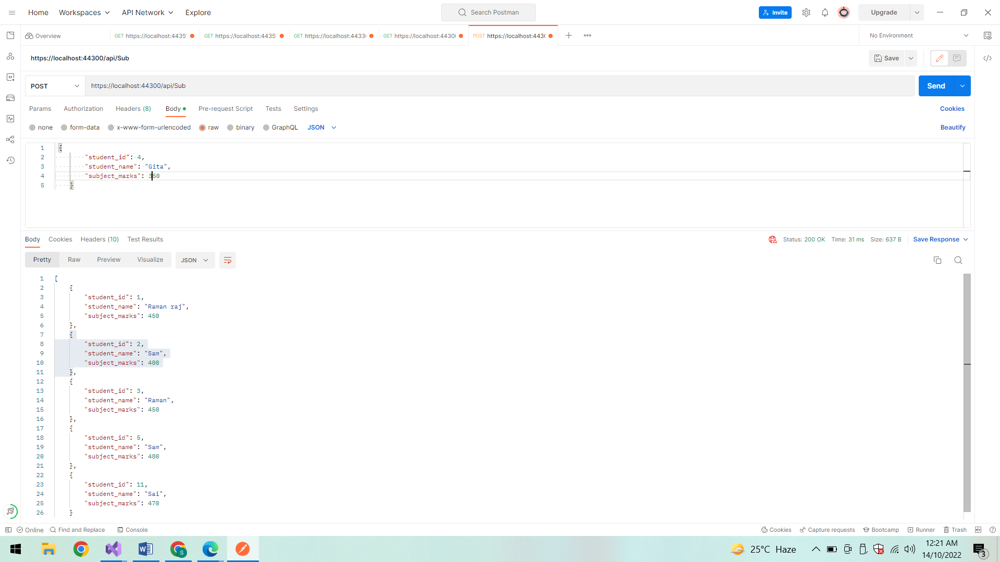 Home Workspaces API Network Explore Search Postman Invite Upgrade
Overview GET https://localhost:4435 GET https://localhost:4435 GET https://localhost:4433 GET https://localhost:4430 POST https://localhost:4430 No Environment
https://localhost:44300/api/Sub Save
POST https://localhost:44300/api/Sub Send
Params Authorization Headers (8) Body Pre-request Script Tests Settings Cookies
none form-data x-www-form-urlencoded raw binary GraphQL JSON Beautify
1 {
2 "student_id": 4,
3 "student_name": "Gita",
4 "subject_marks": 350
5 }
Body Cookies Headers (10) Test Results Status: 200 OK Time: 31 ms Size: 637 B Save Response
Pretty Raw Preview Visualize JSON
1 [
2 {
3 "student_id": 1,
4 "student_name": "Raman raj",
5 "subject_marks": 450
6 },
7 {
8 "student_id": 2,
9 "student_name": "Sam",
10 "subject_marks": 400
11 },
12 {
13 "student_id": 3,
14 "student_name": "Raman",
15 "subject_marks": 450
16 },
17 {
18 "student_id": 5,
19 "student_name": "Sam",
20 "subject_marks": 480
21 },
22 {
23 "student_id": 11,
24 "student_name": "Sai",
25 "subject_marks": 470
26 }
Online Find and Replace Console Cookies Capture requests Bootcamp Runner Trash
25°C Haze 12:21 AM
14/10/2022 3